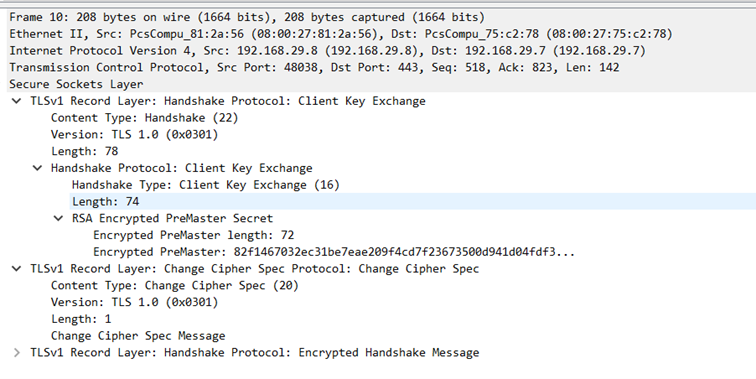 Frame 10: 208 bytes on wire (1664 bits), 208 bytes captured (1664 bits)
Ethernet II, Src: PcsCompu_81:2a:56 (08:00:27:81:2a:56), Dst: PcsCompu_75:c2:78 (08:00:27:75:c2:78)
Internet Protocol Version 4, Src: 192.168.29.8 (192.168.29.8), Dst: 192.168.29.7 (192.168.29.7)
Transmission Control Protocol, Src Port: 48038, Dst Port: 443, Seq: 518, Ack: 823, Len: 142
Secure Sockets Layer
TLSv1 Record Layer: Handshake Protocol: Client Key Exchange
Content Type: Handshake (22)
Version: TLS 1.0 (0x0301)
Length: 78
Handshake Protocol: Client Key Exchange
Handshake Type: Client Key Exchange (16)
Length: 74
RSA Encrypted PreMaster Secret
Encrypted PreMaster length: 72
Encrypted PreMaster: 82f1467032ec31be7eae209f4cd7f23673500d941d04fdf3...
TLSv1 Record Layer: Change Cipher Spec Protocol: Change Cipher Spec
Content Type: Change Cipher Spec (20)
Version: TLS 1.0 (0x0301)
Length: 1
Change Cipher Spec Message
TLSv1 Record Layer: Handshake Protocol: Encrypted Handshake Message